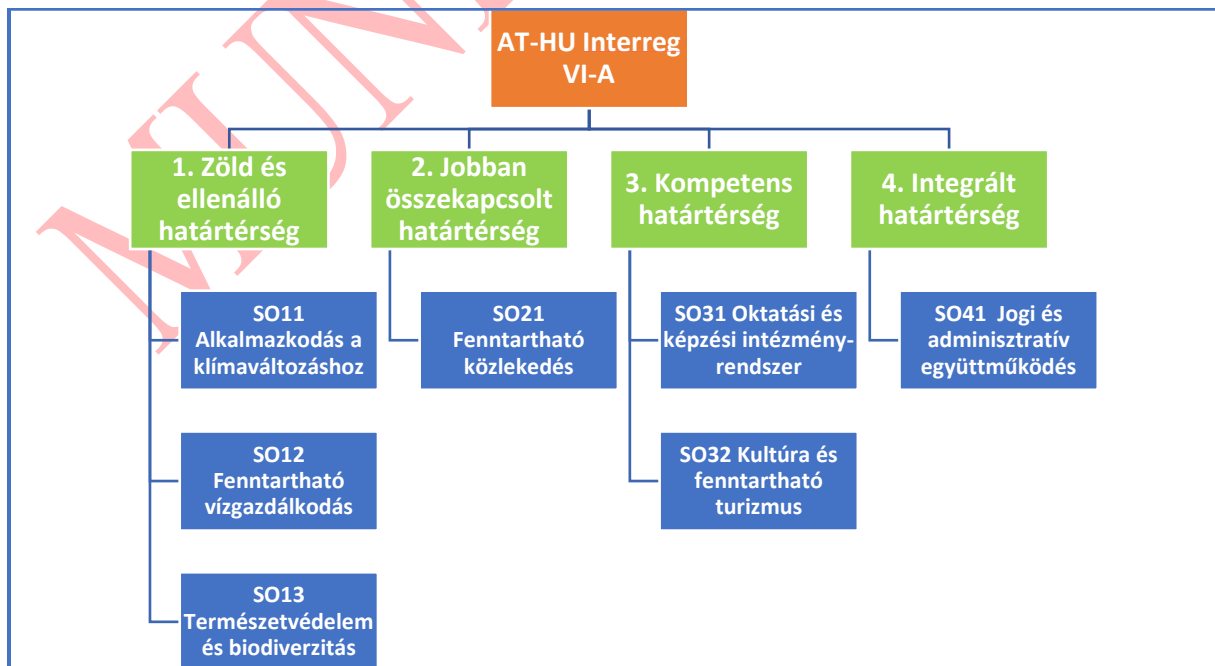 AT-HU Interreg
VI-A
1. Zöld és
ellenálló
határtérség
2. Jobban
összekapcsolt
határtérség
3. Kompetens
határtérség
4. Integrált
határtérség
SO11
Alkalmazkodás a
klímaváltozáshoz
SO21
Fenntartható
közlekedés
SO31 Oktatási és
képzési intézmény-
rendszer
SO41 Jogi és
adminisztratív
együttműködés
SO12
Fenntartható
vízgazdálkodás
SO32 Kultúra és
fenntartható
turizmus
SO13
Természetvédelem
és biodiverzitás